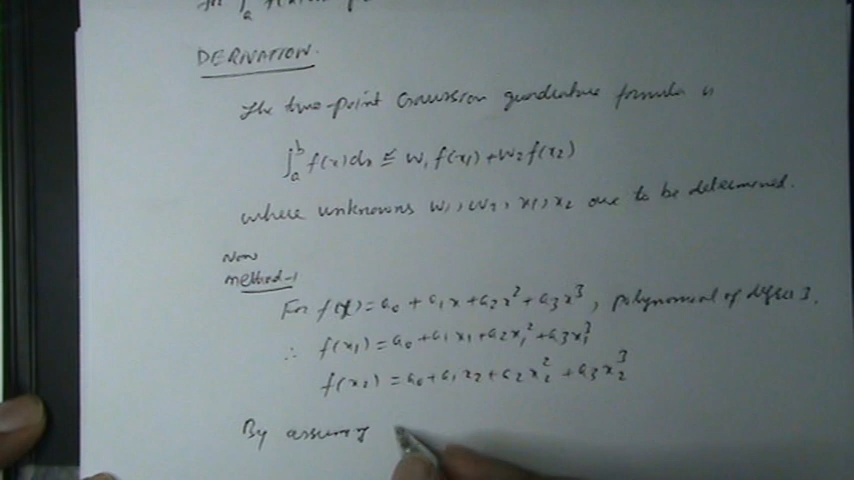 DERIVATION.
The two-point Gaussian quadrature formula is
∫_a^b f(x)dx ≅ w₁f(x₁)+w₂f(x₂)
where unknowns w₁, w₂, x₁, x₂ are to be determined.
Now
method-1
For f(x)=a₀+a₁x+a₂x²+a₃x³, polynomial of degree 3.
∴ f(x₁)=a₀+a₁x₁+a₂x₁²+a₃x₁³
f(x₂)=a₀+a₁x₂+a₂x₂²+a₃x₂³
By assuming